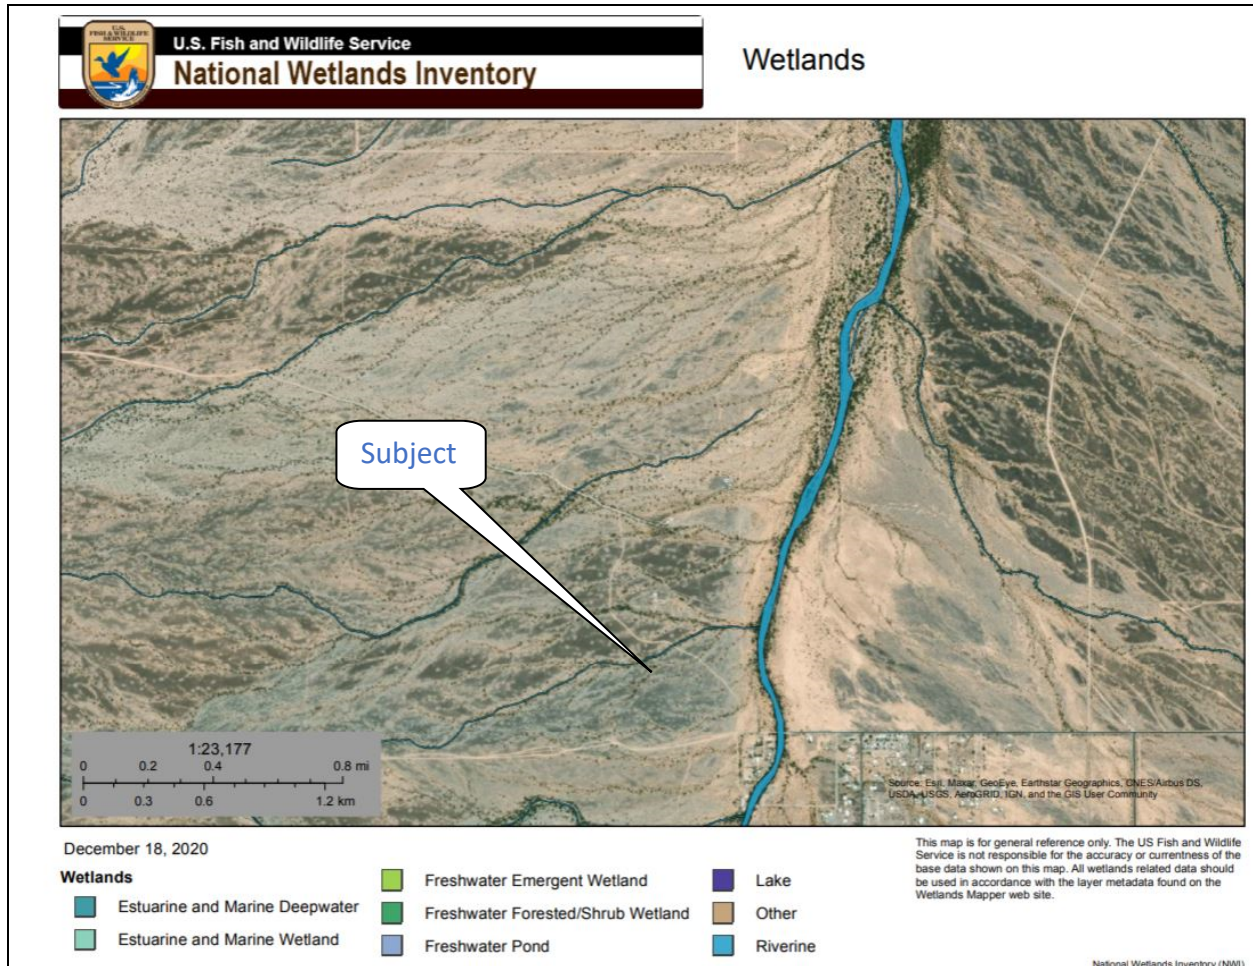 U.S.
FISH & WILDLIFE
SERVICE
U.S. Fish and Wildlife Service
National Wetlands Inventory
Wetlands
Subject
1:23,177
0 0.2 0.4 0.8 mi
0 0.3 0.6 1.2 km
Source: Esri, Maxar, GeoEye, Earthstar Geographics, CNES/Airbus DS,
USDA, USGS, AeroGRID, IGN, and the GIS User Community
December 18, 2020
This map is for general reference only. The US Fish and Wildlife
Service is not responsible for the accuracy or currentness of the
base data shown on this map. All wetlands related data should
be used in accordance with the layer metadata found on the
Wetlands Mapper web site.
Wetlands
Estuarine and Marine Deepwater
Estuarine and Marine Wetland
Freshwater Emergent Wetland
Freshwater Forested/Shrub Wetland
Freshwater Pond
Lake
Other
Riverine
National Wetlands Inventory (NWI)